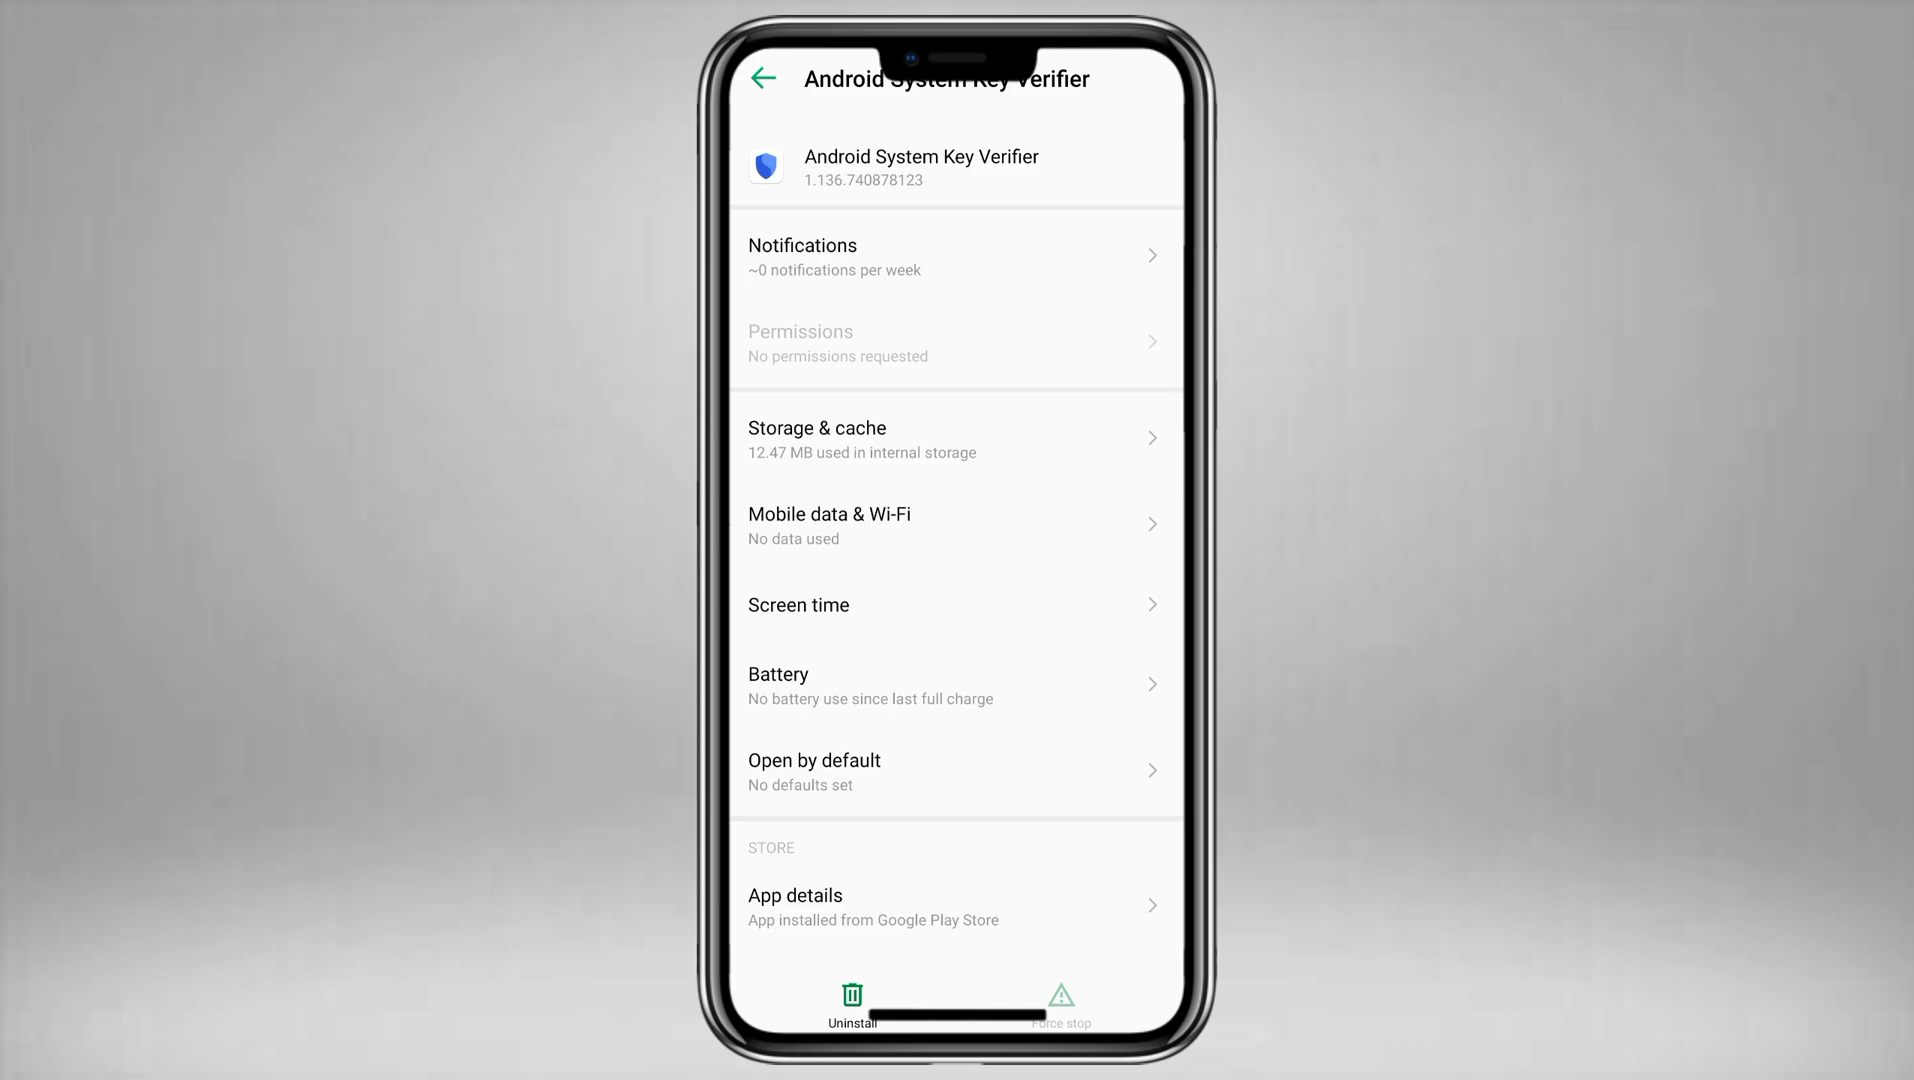 Android System Key Verifier
Android System Key Verifier
1.136.740878123
Notifications
~0 notifications per week
Permissions
No permissions requested
Storage & cache
12.47 MB used in internal storage
Mobile data & Wi-Fi
No data used
Screen time
Battery
No battery use since last full charge
Open by default
No defaults set
STORE
App details
App installed from Google Play Store
Uninstall
Force stop